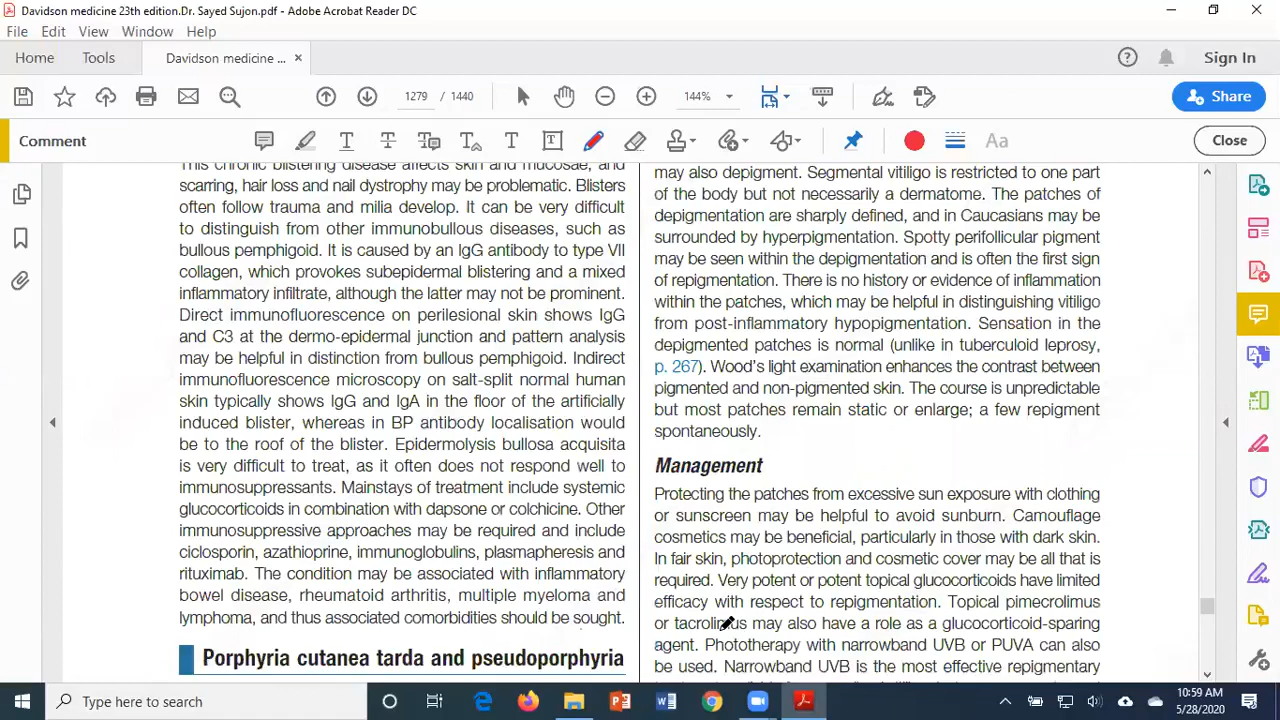 Davidson medicine 23th edition.Dr. Sayed Sujon.pdf - Adobe Acrobat Reader DC
File Edit View Window Help
Home Tools Davidson medicine ... Sign In
1279 / 1440 144% Share
Comment Aa Close
This chronic blistering disease affects skin and mucosae, and
scarring, hair loss and nail dystrophy may be problematic. Blisters
often follow trauma and milia develop. It can be very difficult
to distinguish from other immunobullous diseases, such as
bullous pemphigoid. It is caused by an IgG antibody to type VII
collagen, which provokes subepidermal blistering and a mixed
inflammatory infiltrate, although the latter may not be prominent.
Direct immunofluorescence on perilesional skin shows IgG
and C3 at the dermo-epidermal junction and pattern analysis
may be helpful in distinction from bullous pemphigoid. Indirect
immunofluorescence microscopy on salt-split normal human
skin typically shows IgG and IgA in the floor of the artificially
induced blister, whereas in BP antibody localisation would
be to the roof of the blister. Epidermolysis bullosa acquisita
is very difficult to treat, as it often does not respond well to
immunosuppressants. Mainstays of treatment include systemic
glucocorticoids in combination with dapsone or colchicine. Other
immunosuppressive approaches may be required and include
ciclosporin, azathioprine, immunoglobulins, plasmapheresis and
rituximab. The condition may be associated with inflammatory
bowel disease, rheumatoid arthritis, multiple myeloma and
lymphoma, and thus associated comorbidities should be sought.
Porphyria cutanea tarda and pseudoporphyria
may also depigment. Segmental vitiligo is restricted to one part
of the body but not necessarily a dermatome. The patches of
depigmentation are sharply defined, and in Caucasians may be
surrounded by hyperpigmentation. Spotty perifollicular pigment
may be seen within the depigmentation and is often the first sign
of repigmentation. There is no history or evidence of inflammation
within the patches, which may be helpful in distinguishing vitiligo
from post-inflammatory hypopigmentation. Sensation in the
depigmented patches is normal (unlike in tuberculoid leprosy,
p. 267). Wood's light examination enhances the contrast between
pigmented and non-pigmented skin. The course is unpredictable
but most patches remain static or enlarge; a few repigment
spontaneously.
Management
Protecting the patches from excessive sun exposure with clothing
or sunscreen may be helpful to avoid sunburn. Camouflage
cosmetics may be beneficial, particularly in those with dark skin.
In fair skin, photoprotection and cosmetic cover may be all that is
required. Very potent or potent topical glucocorticoids have limited
efficacy with respect to repigmentation. Topical pimecrolimus
or tacrolimus may also have a role as a glucocorticoid-sparing
agent. Phototherapy with narrowband UVB or PUVA can also
be used. Narrowband UVB is the most effective repigmentary
Type here to search
10:59 AM
5/28/2020